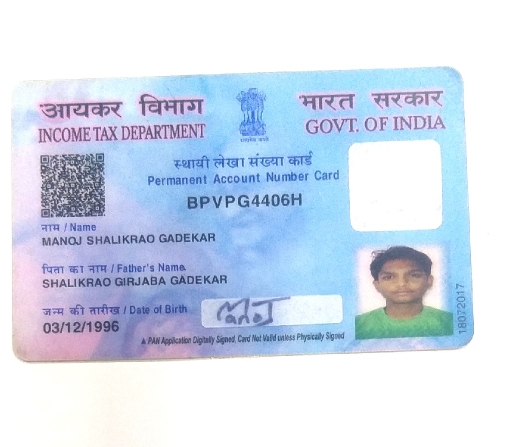 आयकर विभाग
INCOME TAX DEPARTMENT
भारत सरकार
GOVT. OF INDIA
स्थायी लेखा संख्या कार्ड
Permanent Account Number Card
BPVPG4406H
नाम / Name
MANOJ SHALIKRAO GADEKAR
पिता का नाम / Father's Name
SHALIKRAO GIRJABA GADEKAR
जन्म की तारीख / Date of Birth
03/12/1996
Manoj
PAN Application Digitally Signed, Card Not Valid unless Physically Signed
18072017